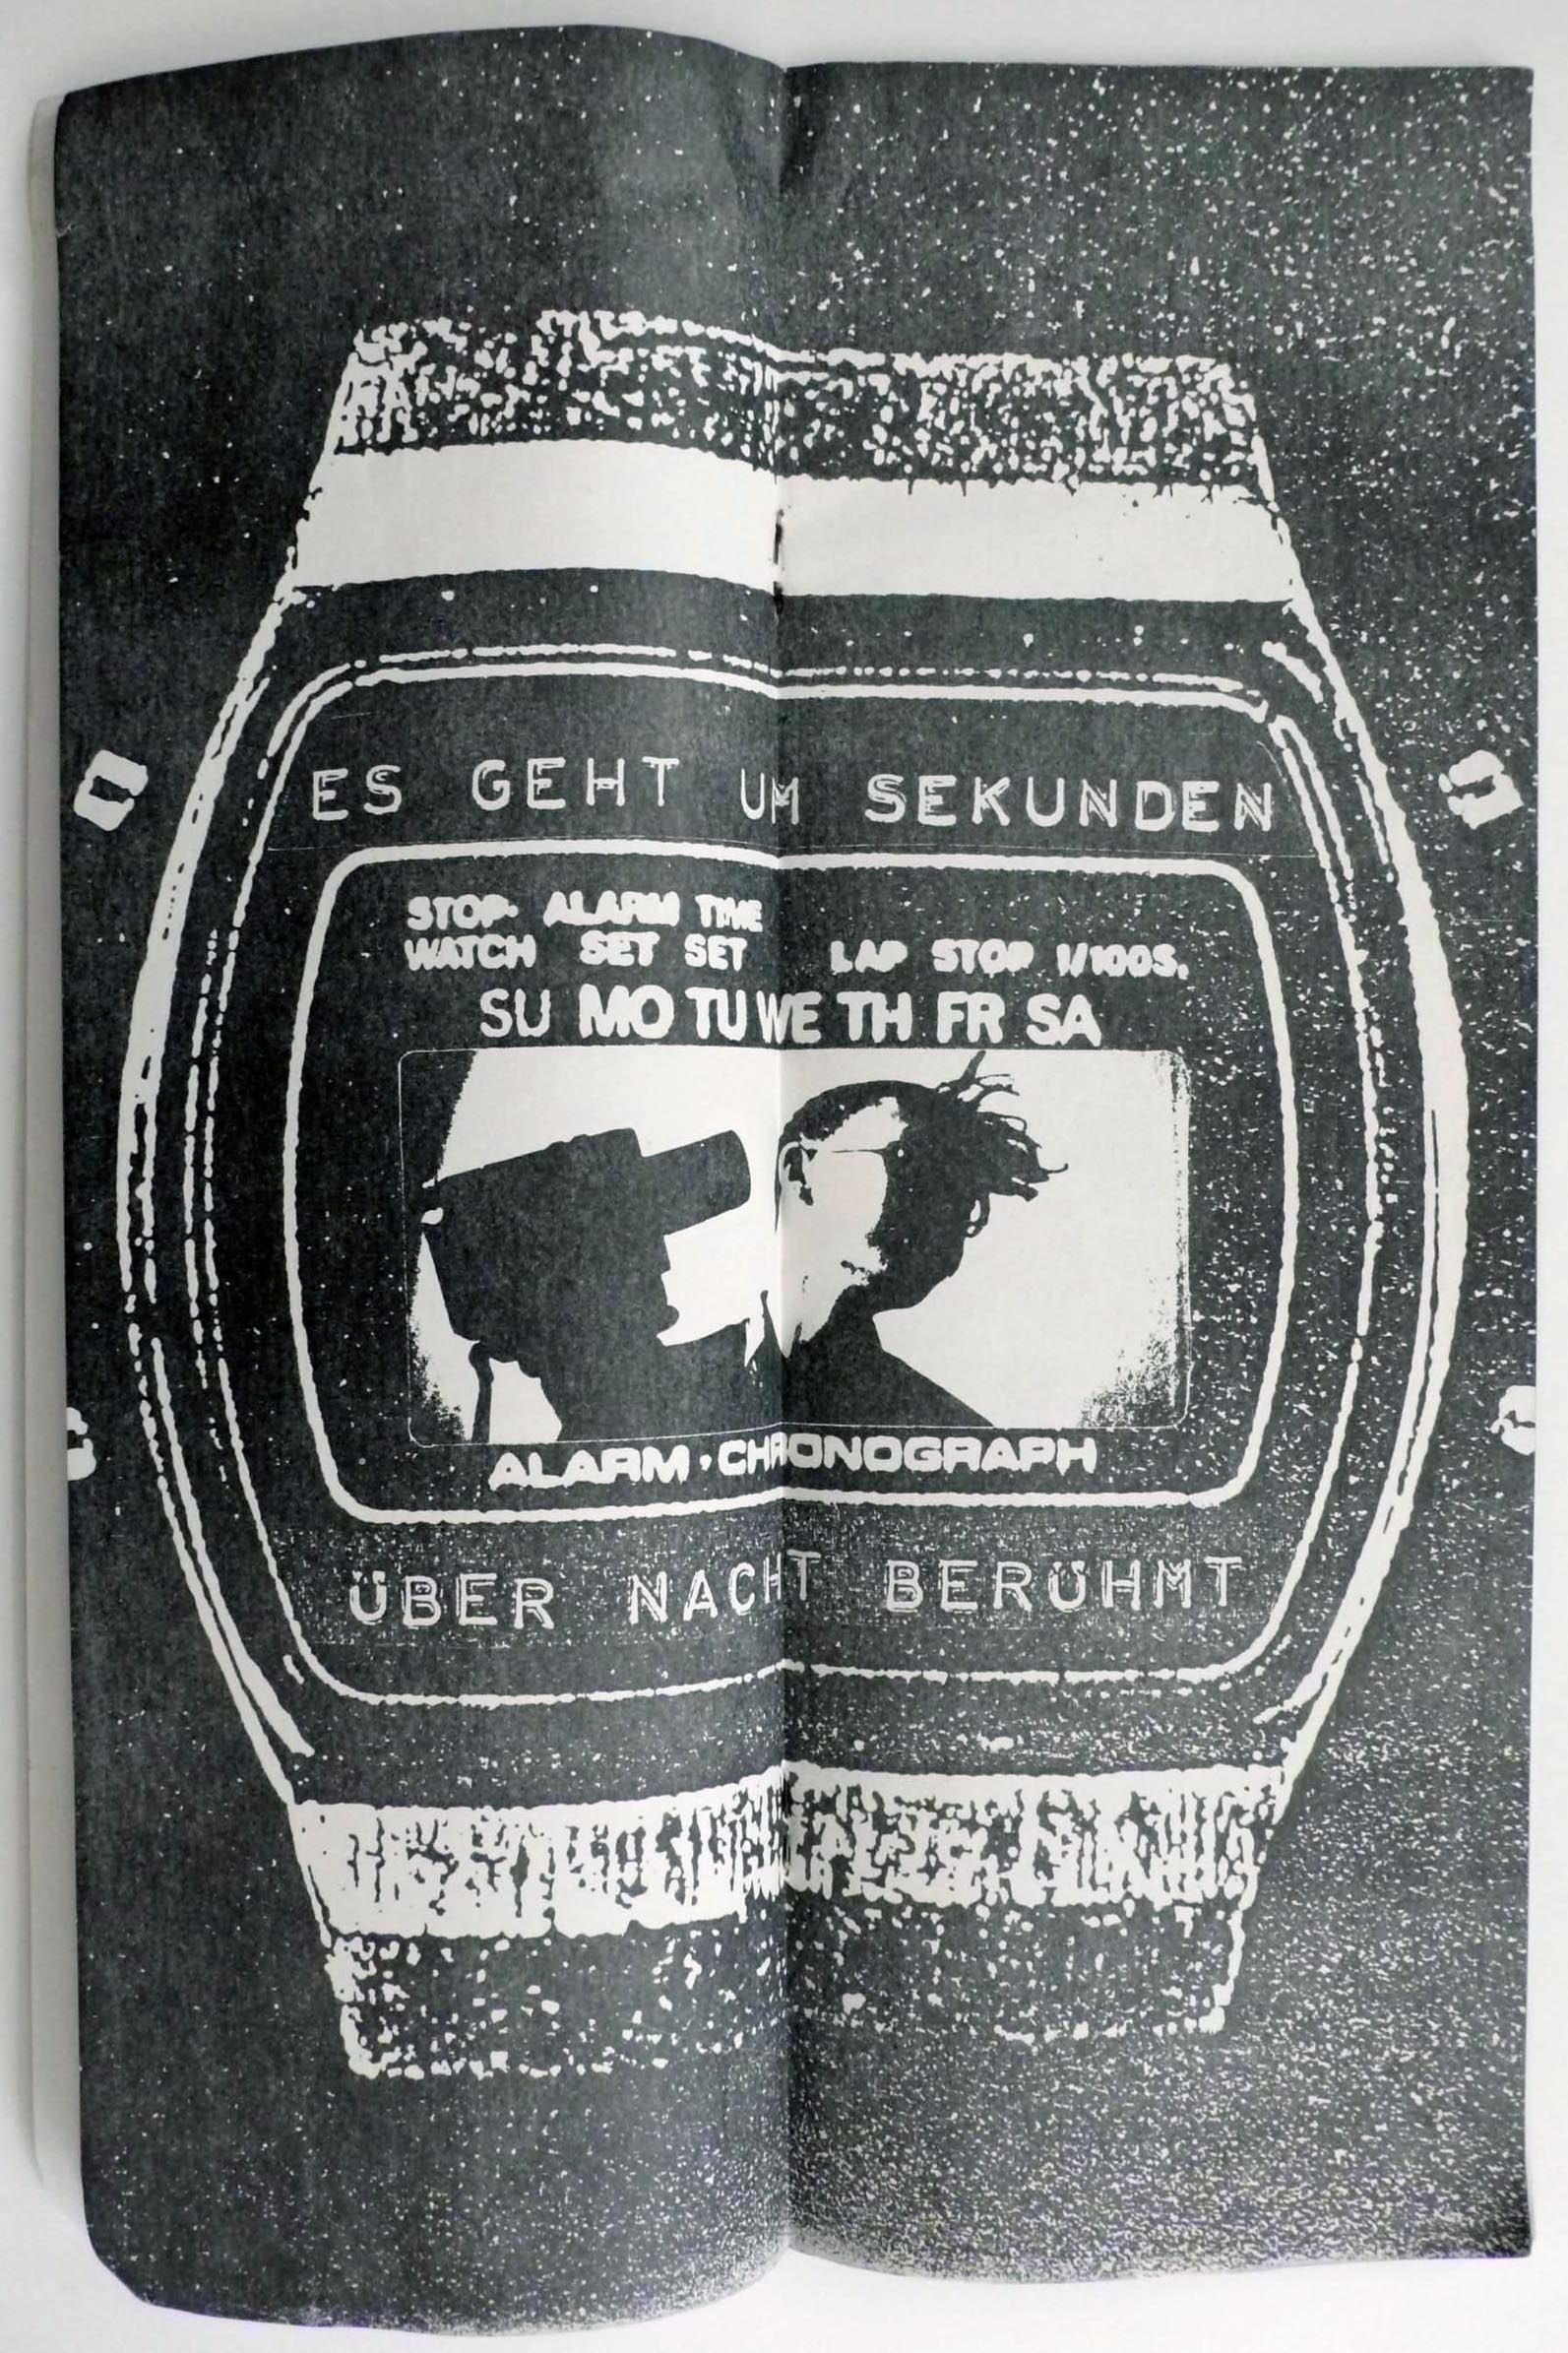 ES GEHT UM SEKUNDEN
STOP- ALARM TIME
WATCH SET SET LAP STOP 1/100S.
SU MO TU WE TH FR SA
ALARM·CHRONOGRAPH
ÜBER NACHT BERÜHMT